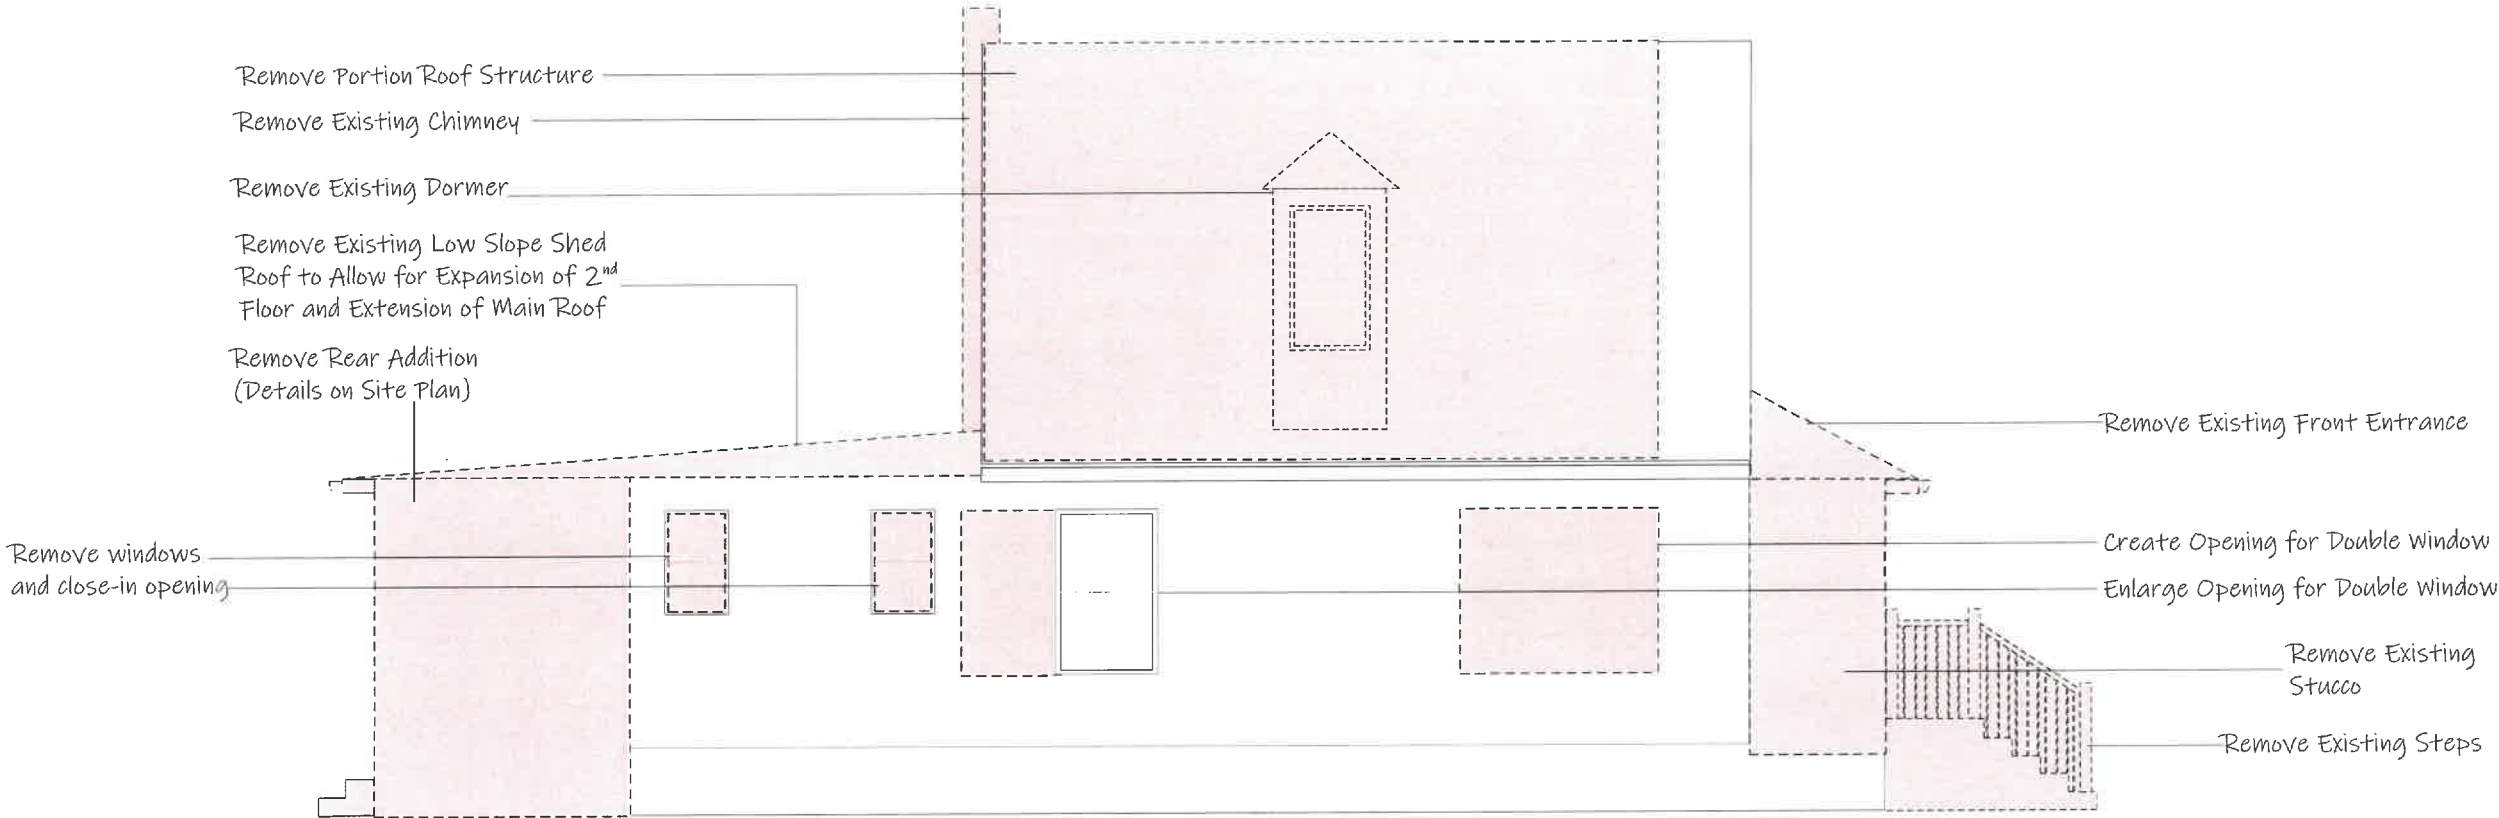 Remove Portion Roof Structure
Remove Existing Chimney
Remove Existing Dormer
Remove Existing Low Slope Shed
Roof to Allow for Expansion of 2nd
Floor and Extension of Main Roof
Remove Rear Addition
(Details on Site Plan)
Remove windows
and close-in opening
Remove Existing Front Entrance
Create Opening for Double Window
Enlarge Opening for Double Window
Remove Existing
Stucco
Remove Existing Steps